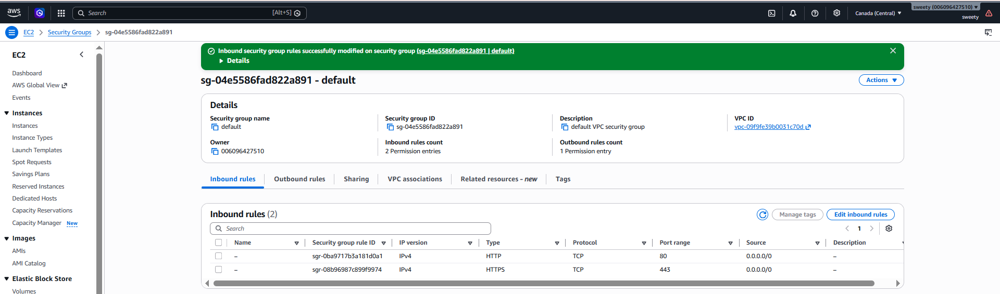 aws
Search [Alt+S]
Canada (Central)
sweety (006096427510)
sweety
EC2 Security Groups sg-04e5586fad822a891
EC2
Dashboard
AWS Global View
Events
Instances
Instances
Instance Types
Launch Templates
Spot Requests
Savings Plans
Reserved Instances
Dedicated Hosts
Capacity Reservations
Capacity Manager New
Images
AMIs
AMI Catalog
Elastic Block Store
Volumes
Inbound security group rules successfully modified on security group (sg-04e5586fad822a891 | default)
Details
sg-04e5586fad822a891 - default
Actions
Details
Security group name
default
Security group ID
sg-04e5586fad822a891
Description
default VPC security group
VPC ID
vpc-09f9fe39b0031c70d
Owner
006096427510
Inbound rules count
2 Permission entries
Outbound rules count
1 Permission entry
Inbound rules Outbound rules Sharing VPC associations Related resources - new Tags
Inbound rules (2)
Manage tags Edit inbound rules
Search
1
Name Security group rule ID IP version Type Protocol Port range Source Description
– sgr-0ba9717b3a181d0a1 IPv4 HTTP TCP 80 0.0.0.0/0 –
– sgr-08b96987c899f9974 IPv4 HTTPS TCP 443 0.0.0.0/0 –